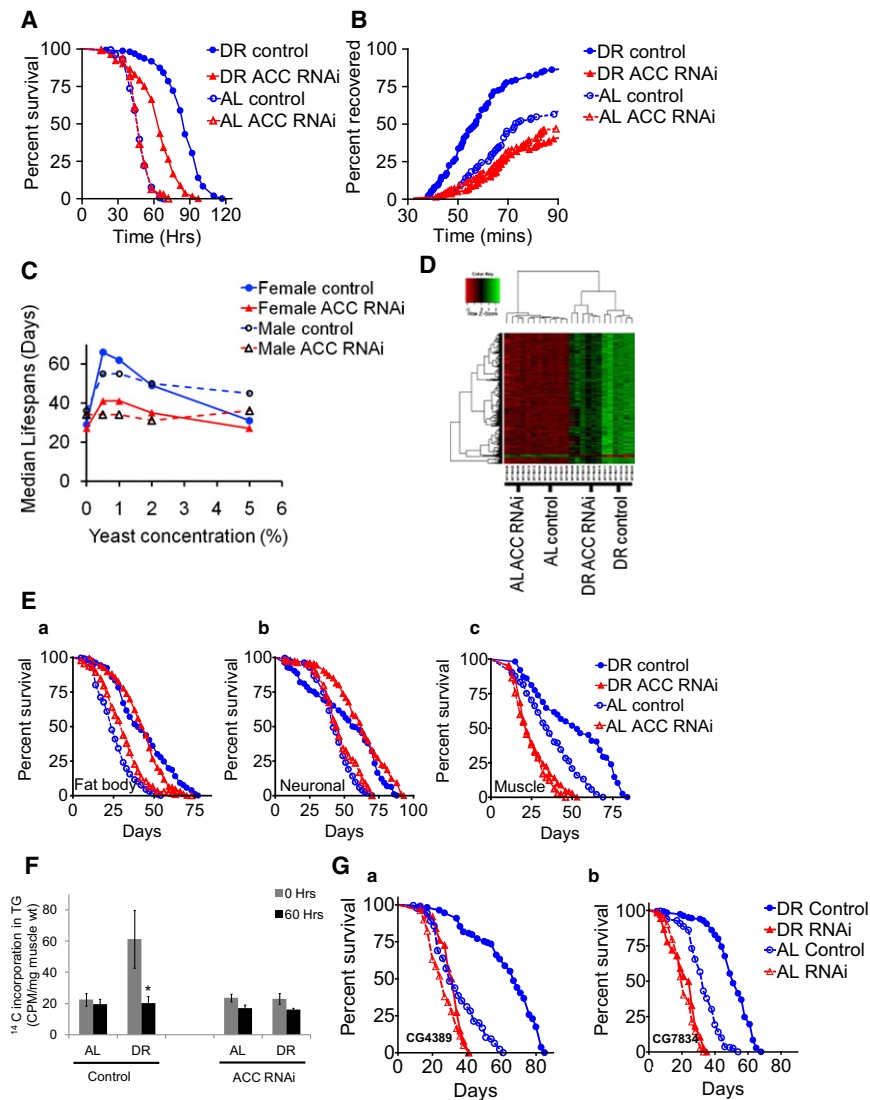 A
DR control
DR ACC RNAi
AL control
AL ACC RNAi
Percent survival
100
75
50
25
0
0 30 60 90 120
Time (Hrs)
B
DR control
DR ACC RNAi
AL control
AL ACC RNAi
Percent recovered
100
75
50
25
0
30 50 70 90
Time (mins)
C
Female control
Female ACC RNAi
Male control
Male ACC RNAi
Median Lifespans (Days)
60
40
20
0
0 1 2 3 4 5 6
Yeast concentration (%)
D
Color Key
Row Z-Score
AL ACC RNAi
AL control
DR ACC RNAi
DR control
E
a
Percent survival
100
75
50
25
0
Fat body
0 25 50 75
Days
b
Percent survival
100
75
50
25
0
Neuronal
0 25 50 75 100
Days
c
Percent survival
100
75
50
25
0
Muscle
0 25 50 75
Days
DR control
DR ACC RNAi
AL control
AL ACC RNAi
F
14 C incorporation in TG
(CPM/mg muscle wt)
80
60
40
20
0
0 Hrs
60 Hrs
*
AL DR AL DR
Control ACC RNAi
G
a
Percent survival
100
75
50
25
0
CG4389
0 20 40 60 80
Days
b
Percent survival
100
75
50
25
0
CG7834
0 20 40 60 80
Days
DR Control
DR RNAi
AL Control
AL RNAi